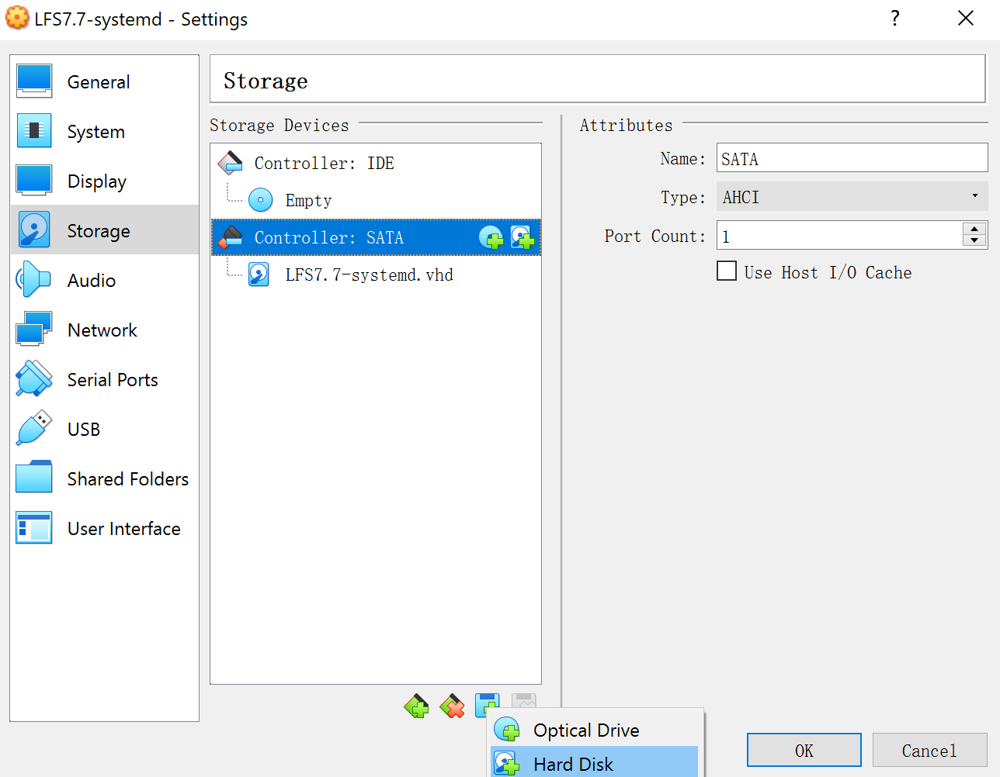 LFS7.7-systemd - Settings
?
General
System
Display
Storage
Audio
Network
Serial Ports
USB
Shared Folders
User Interface
Storage
Storage Devices
Controller: IDE
Empty
Controller: SATA
LFS7.7-systemd.vhd
Attributes
Name: SATA
Type: AHCI
Port Count: 1
Use Host I/O Cache
Optical Drive
Hard Disk
OK
Cancel